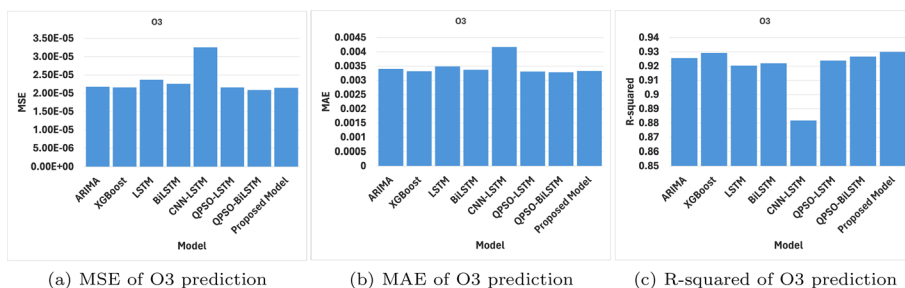 O3
3.50E-05
3.00E-05
2.50E-05
2.00E-05
1.50E-05
1.00E-05
5.00E-06
0.00E+00
MSE
ARIMA
XGBoost
LSTM
BiLSTM
CNN-LSTM
QPSO-LSTM
QPSO-BiLSTM
Proposed Model
Model
(a) MSE of O3 prediction
O3
0.0045
0.004
0.0035
0.003
0.0025
0.002
0.0015
0.001
0.0005
0
MAE
ARIMA
XGBoost
LSTM
BiLSTM
CNN-LSTM
QPSO-LSTM
QPSO-BiLSTM
Proposed Model
Model
(b) MAE of O3 prediction
O3
0.94
0.93
0.92
0.91
0.9
0.89
0.88
0.87
0.86
0.85
R-squared
ARIMA
XGBoost
LSTM
BiLSTM
CNN-LSTM
QPSO-LSTM
QPSO-BiLSTM
Proposed Model
Model
(c) R-squared of O3 prediction